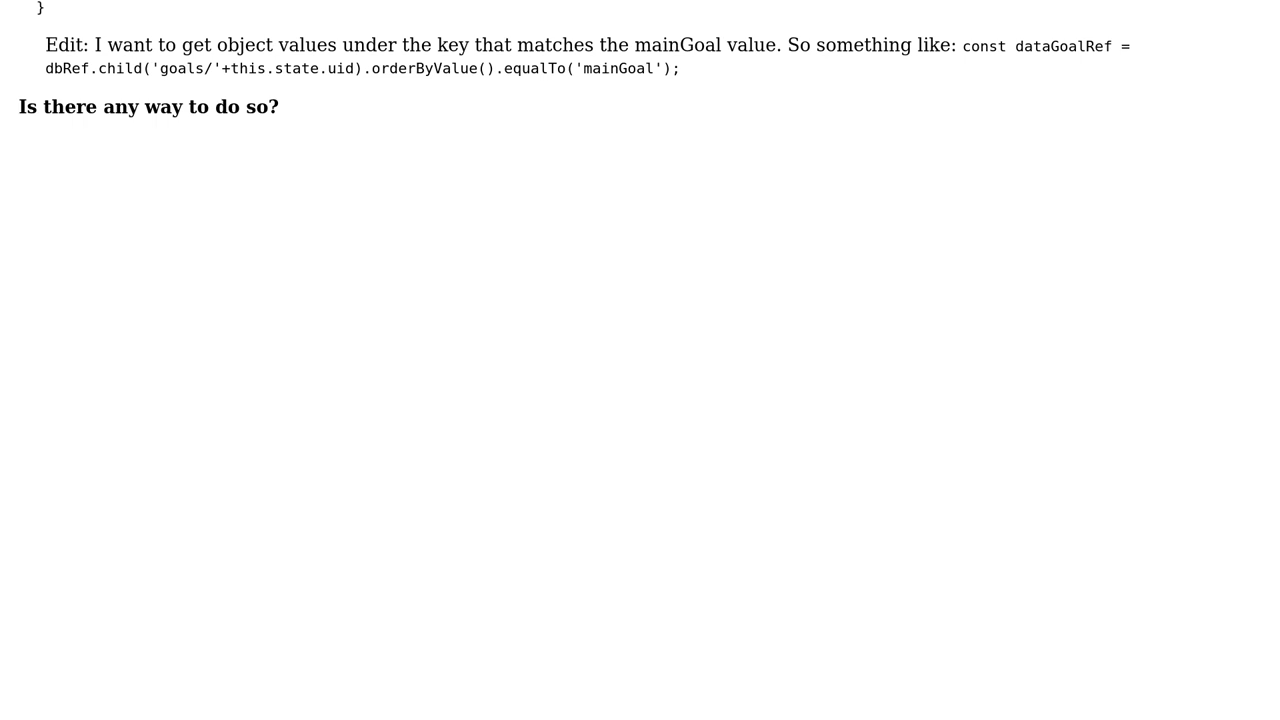 }
Edit: I want to get object values under the key that matches the mainGoal value. So something like: const dataGoalRef =
dbRef.child('goals/'+this.state.uid).orderByValue().equalTo('mainGoal');
Is there any way to do so?